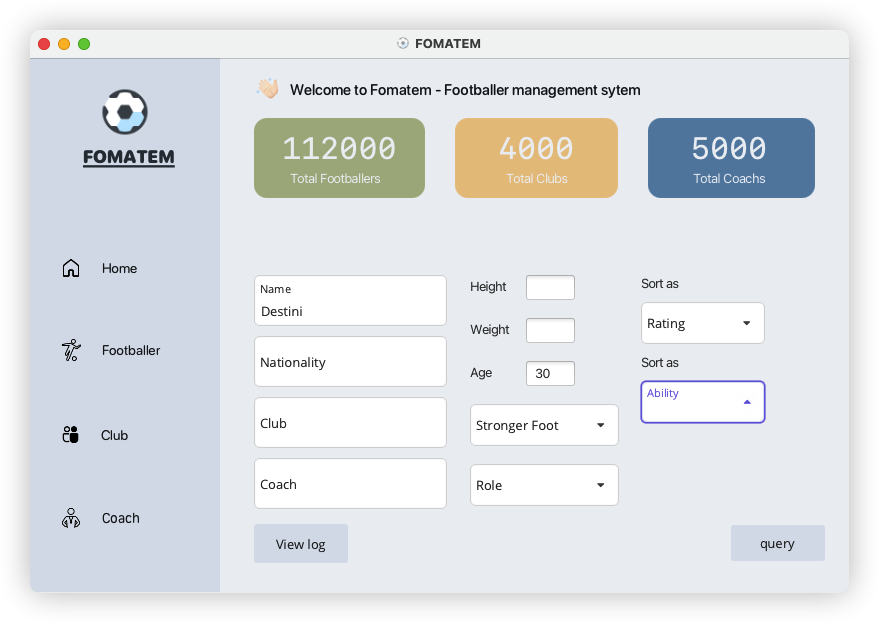 FOMATEM
FOMATEM
Home
Footballer
Club
Coach
Welcome to Fomatem - Footballer management sytem
112000
Total Footballers
4000
Total Clubs
5000
Total Coachs
Name
Destini
Nationality
Club
Coach
View log
Height
Weight
Age 30
Stronger Foot
Role
Sort as
Rating
Sort as
Ability
query